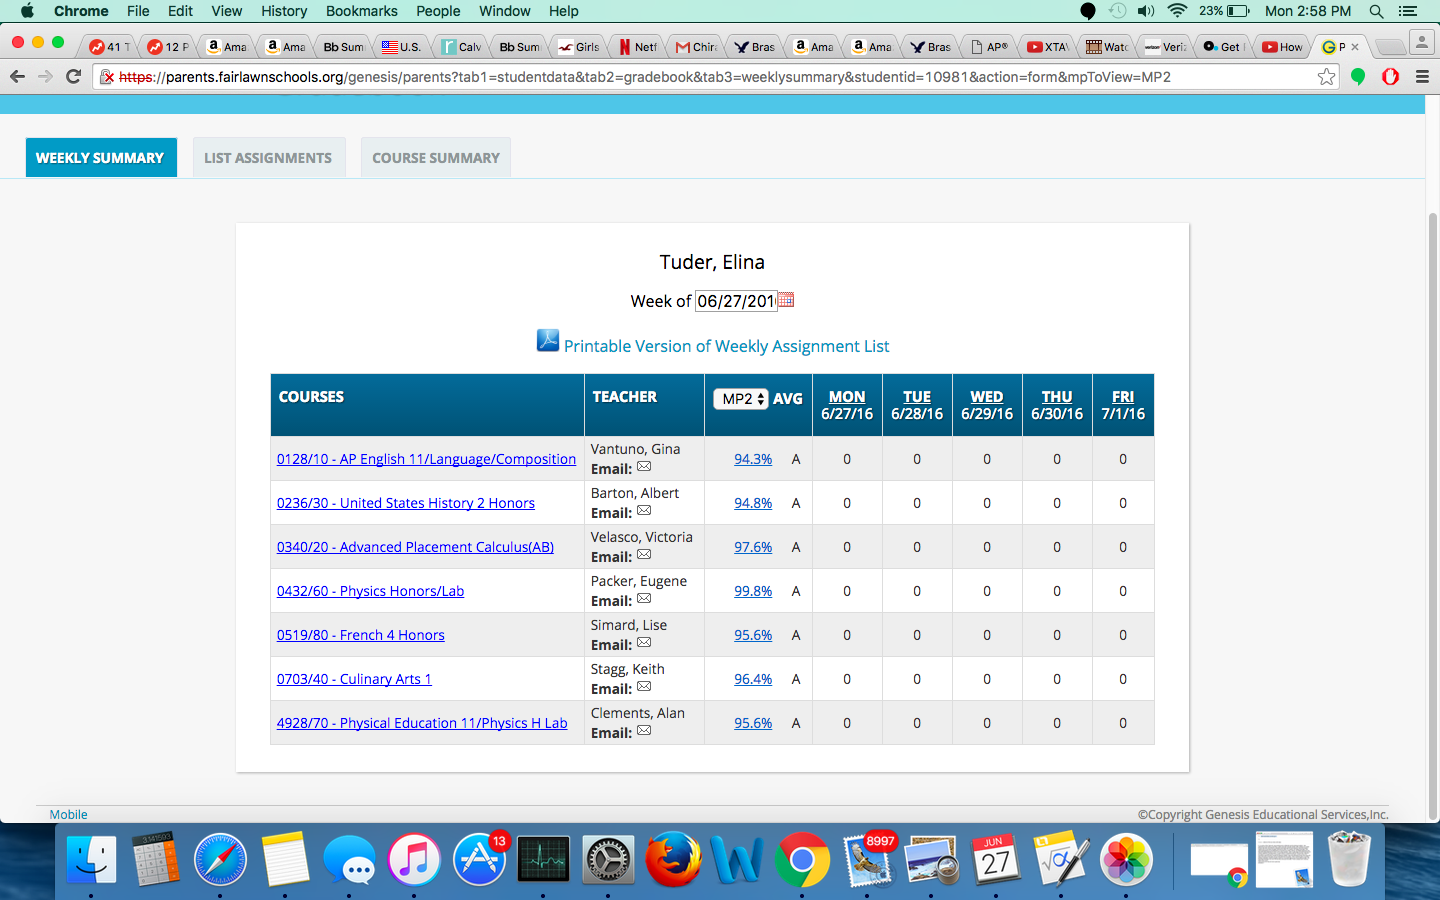 Chrome File Edit View History Bookmarks People Window Help 23% Mon 2:58 PM
41 T 12 P Ama Ama Bb Sum U.S. Calv Bb Sum Girls Netf Chir Bras Ama Ama Bras AP® XTA Watc Veri Get How P
https://parents.fairlawnschools.org/genesis/parents?tab1=studentdata&tab2=gradebook&tab3=weeklysummary&studentid=10981&action=form&mpToView=MP2
WEEKLY SUMMARY LIST ASSIGNMENTS COURSE SUMMARY
Tuder, Elina
Week of 06/27/201
Printable Version of Weekly Assignment List
COURSES TEACHER MP2 AVG MON TUE WED THU FRI
6/27/16 6/28/16 6/29/16 6/30/16 7/1/16
0128/10 - AP English 11/Language/Composition Vantuno, Gina 94.3% A 0 0 0 0 0
Email:
0236/30 - United States History 2 Honors Barton, Albert 94.8% A 0 0 0 0 0
Email:
0340/20 - Advanced Placement Calculus(AB) Velasco, Victoria 97.6% A 0 0 0 0 0
Email:
0432/60 - Physics Honors/Lab Packer, Eugene 99.8% A 0 0 0 0 0
Email:
0519/80 - French 4 Honors Simard, Lise 95.6% A 0 0 0 0 0
Email:
0703/40 - Culinary Arts 1 Stagg, Keith 96.4% A 0 0 0 0 0
Email:
4928/70 - Physical Education 11/Physics H Lab Clements, Alan 95.6% A 0 0 0 0 0
Email:
Mobile ©Copyright Genesis Educational Services,Inc.
13 8997 JUN
27